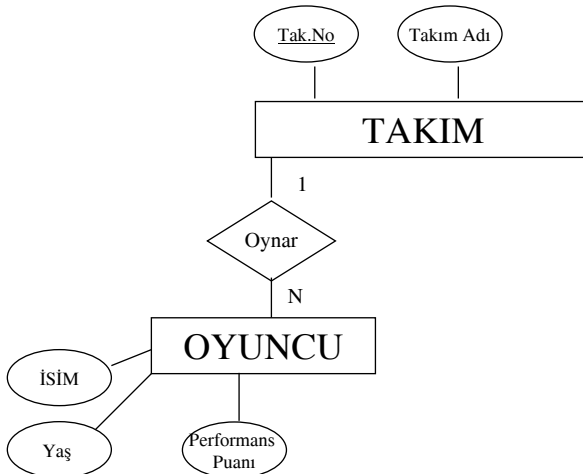 Tak.No
Takım Adı
TAKIM
1
Oynar
N
OYUNCU
İSİM
Yaş
Performans
Puanı